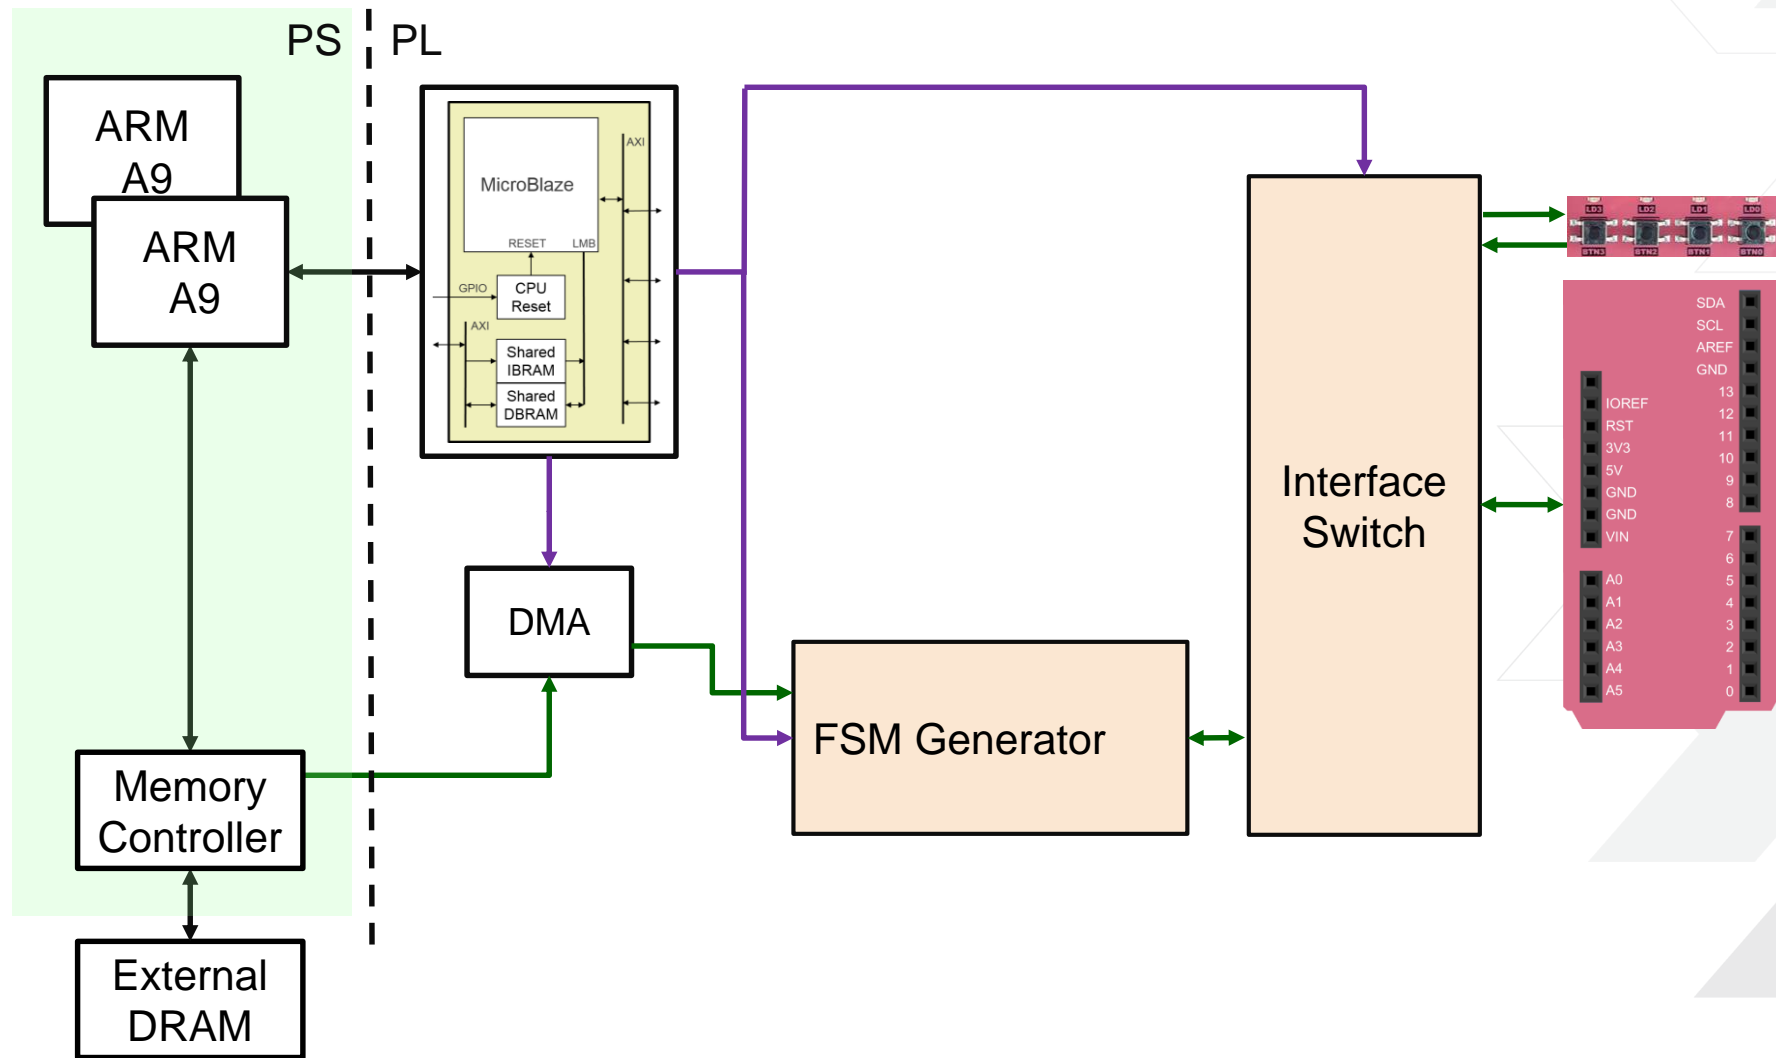 PS
PL
ARM
A9
ARM
A9
MicroBlaze
AXI
RESET
LMB
GPIO
CPU
Reset
AXI
Shared
IBRAM
Shared
DBRAM
DMA
Memory
Controller
External
DRAM
FSM Generator
Interface
Switch
LD3
LD2
LD1
LD0
BTN3
BTN2
BTN1
BTN0
SDA
SCL
AREF
GND
13
12
11
10
9
8
IOREF
RST
3V3
5V
GND
GND
VIN
7
6
5
4
3
2
1
0
A0
A1
A2
A3
A4
A5